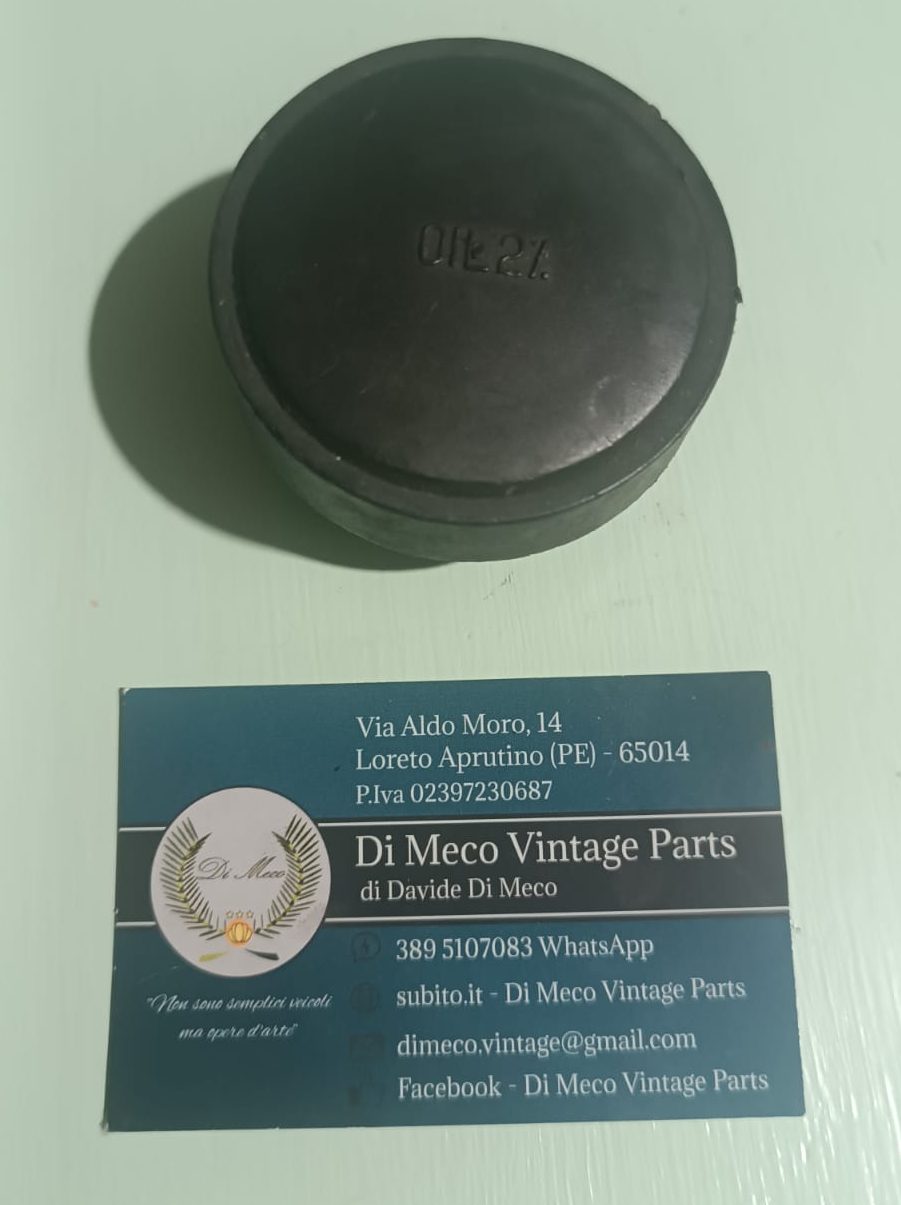 OIL 2%
Via Aldo Moro, 14
Loreto Aprutino (PE) - 65014
P.Iva 02397230687
Di Meco Vintage Parts
di Davide Di Meco
Di Meco
389 5107083 WhatsApp
subito.it - Di Meco Vintage Parts
dimeco.vintage@gmail.com
Facebook - Di Meco Vintage Parts
"Non sono semplici veicoli
ma opere d'arte"